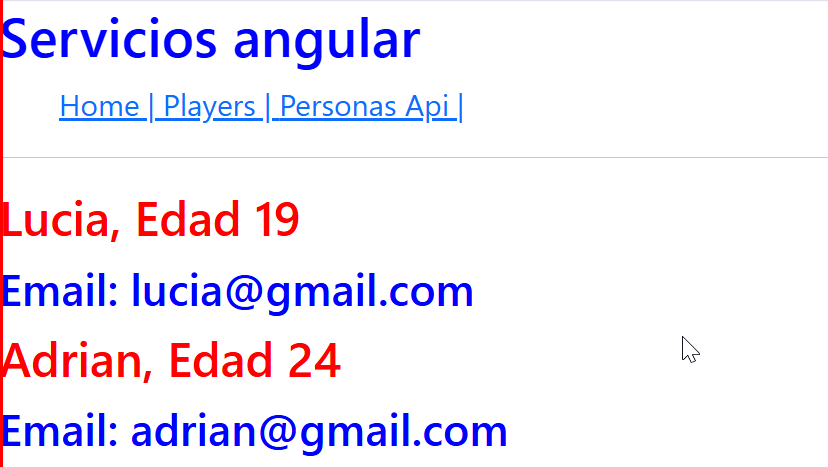 Servicios angular
Home | Players | Personas Api |
Lucia, Edad 19
Email: lucia@gmail.com
Adrian, Edad 24
Email: adrian@gmail.com